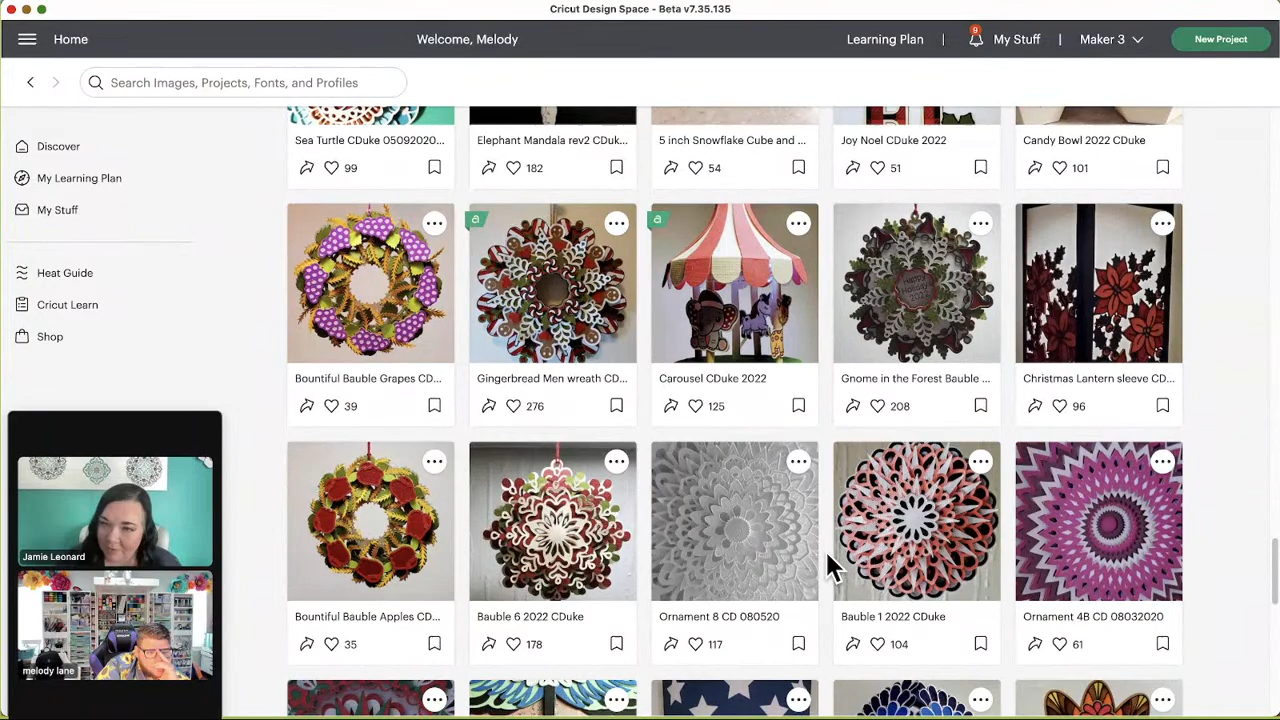 Cricut Design Space - Beta v7.35.135
Home
Welcome, Melody
Learning Plan | 9 My Stuff | Maker 3
New Project
Search Images, Projects, Fonts, and Profiles
Discover
My Learning Plan
My Stuff
Heat Guide
Cricut Learn
Shop
Sea Turtle CDuke 05092020...
99
Elephant Mandala rev2 CDuk...
182
5 inch Snowflake Cube and ...
54
Joy Noel CDuke 2022
51
Candy Bowl 2022 CDuke
101
Bountiful Bauble Grapes CD...
39
a
Gingerbread Men wreath CD...
276
a
Carousel CDuke 2022
125
Gnome in the Forest Bauble ...
208
Christmas Lantern sleeve CD...
96
Bountiful Bauble Apples CD...
35
Bauble 6 2022 CDuke
178
Ornament 8 CD 080520
117
Bauble 1 2022 CDuke
104
Ornament 4B CD 08032020
61
Jamie Leonard
melody lane